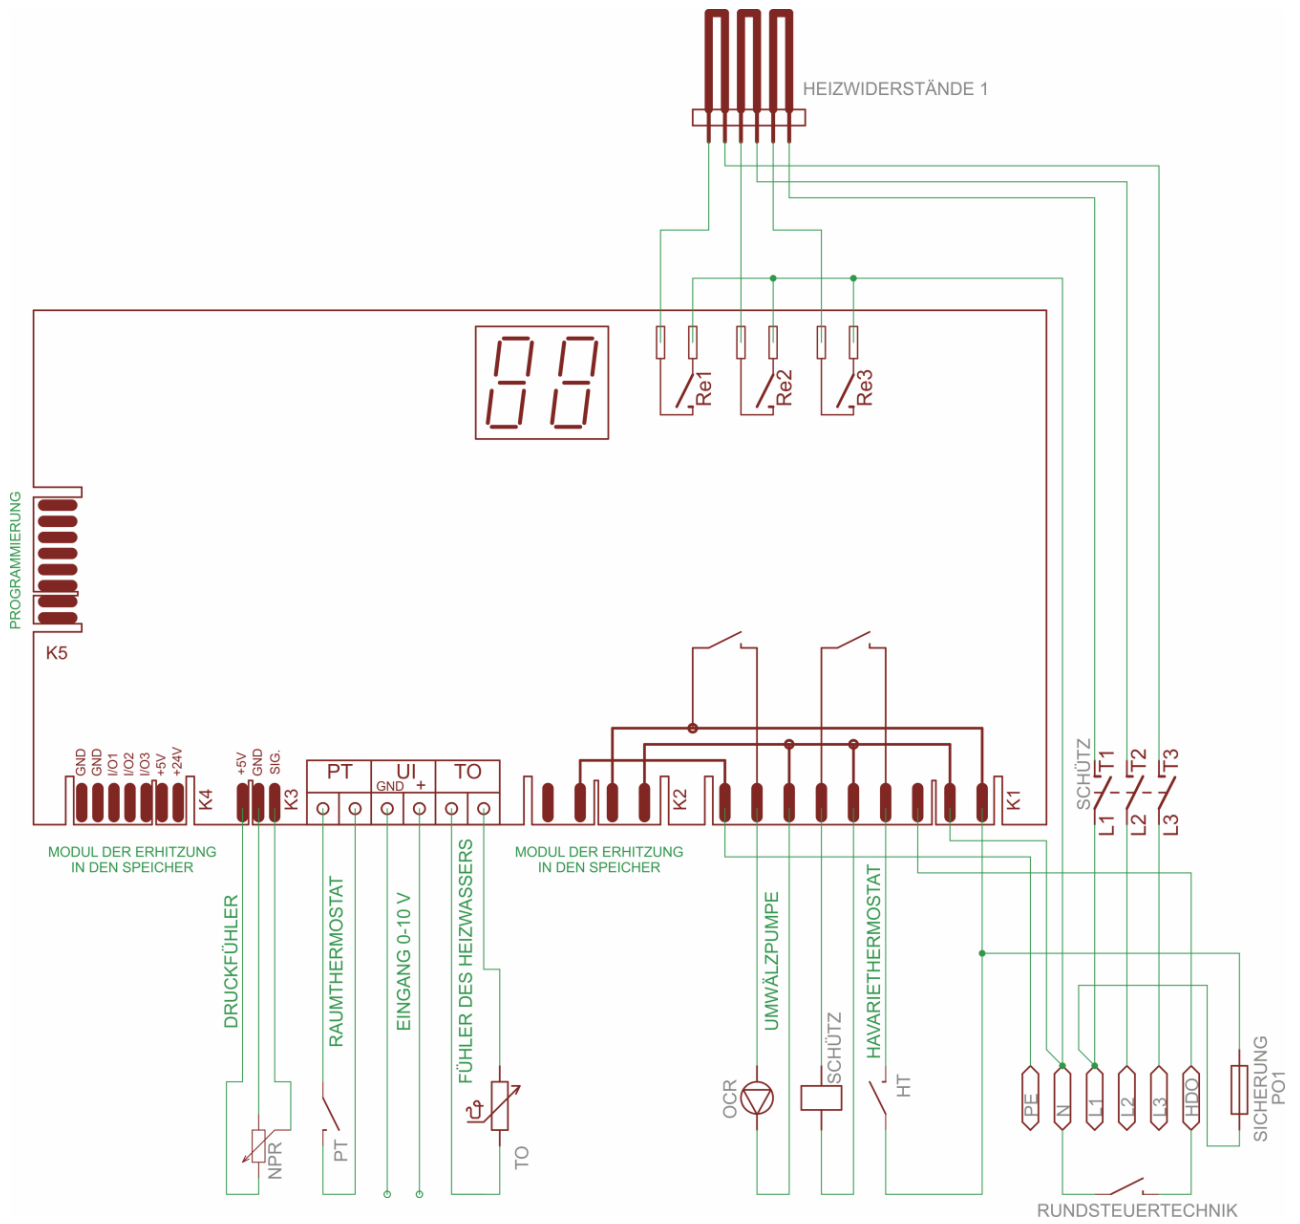 HEIZWIDERSTÄNDE 1
Re1
Re2
Re3
PROGRAMMIERUNG
K5
GND
GND
I/O1
I/O2
I/O3
+5V
+24V
K4
+5V
GND
SIG.
K3
PT
UI
TO
GND +
K2
K1
SCHÜTZ
T1
T2
T3
L1
L2
L3
MODUL DER ERHITZUNG
IN DEN SPEICHER
MODUL DER ERHITZUNG
IN DEN SPEICHER
DRUCKFÜHLER
RAUMTHERMOSTAT
EINGANG 0-10 V
FÜHLER DES HEIZWASSERS
UMWÄLZPUMPE
HAVARIETHERMOSTAT
NPR
PT
ϑ
TO
OCR
SCHÜTZ
HT
PE
N
L1
L2
L3
HDO
SICHERUNG
PO1
RUNDSTEUERTECHNIK